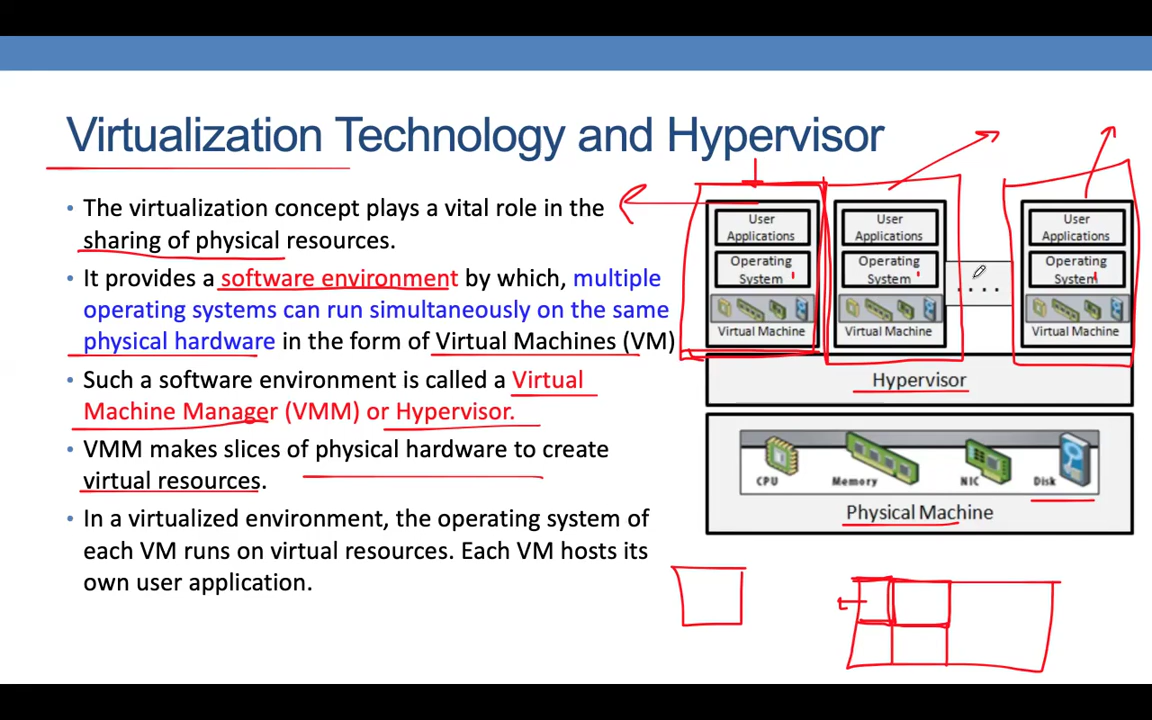 Virtualization Technology and Hypervisor
• The virtualization concept plays a vital role in the
sharing of physical resources.
• It provides a software environment by which, multiple
operating systems can run simultaneously on the same
physical hardware in the form of Virtual Machines (VM)
• Such a software environment is called a Virtual
Machine Manager (VMM) or Hypervisor.
• VMM makes slices of physical hardware to create
virtual resources.
• In a virtualized environment, the operating system of
each VM runs on virtual resources. Each VM hosts its
own user application.
User
Applications
Operating
System
Virtual Machine
User
Applications
Operating
System
Virtual Machine
....
User
Applications
Operating
System
Virtual Machine
Hypervisor
CPU Memory NIC Disk
Physical Machine